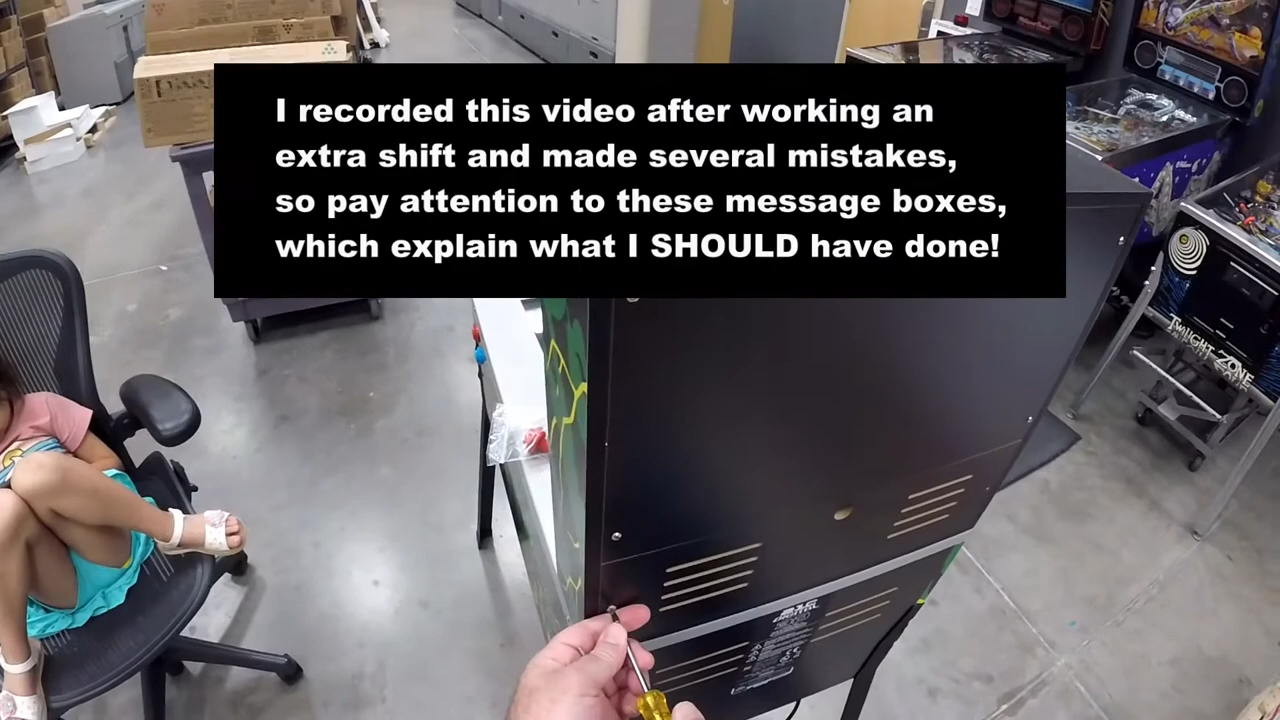 I recorded this video after working an
extra shift and made several mistakes,
so pay attention to these message boxes,
which explain what I SHOULD have done!
TWILIGHT ZONE
DIGITAL